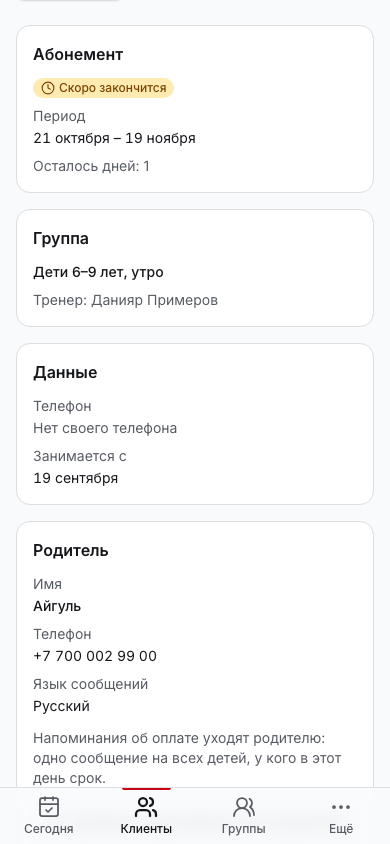 Абонемент
Скоро закончится
Период
21 октября – 19 ноября
Осталось дней: 1
Группа
Дети 6–9 лет, утро
Тренер: Данияр Примеров
Данные
Телефон
Нет своего телефона
Занимается с
19 сентября
Родитель
Имя
Айгуль
Телефон
+7 700 002 99 00
Язык сообщений
Русский
Напоминания об оплате уходят родителю:
одно сообщение на всех детей, у кого в этот
день срок.
Сегодня
Клиенты
Группы
Ещё